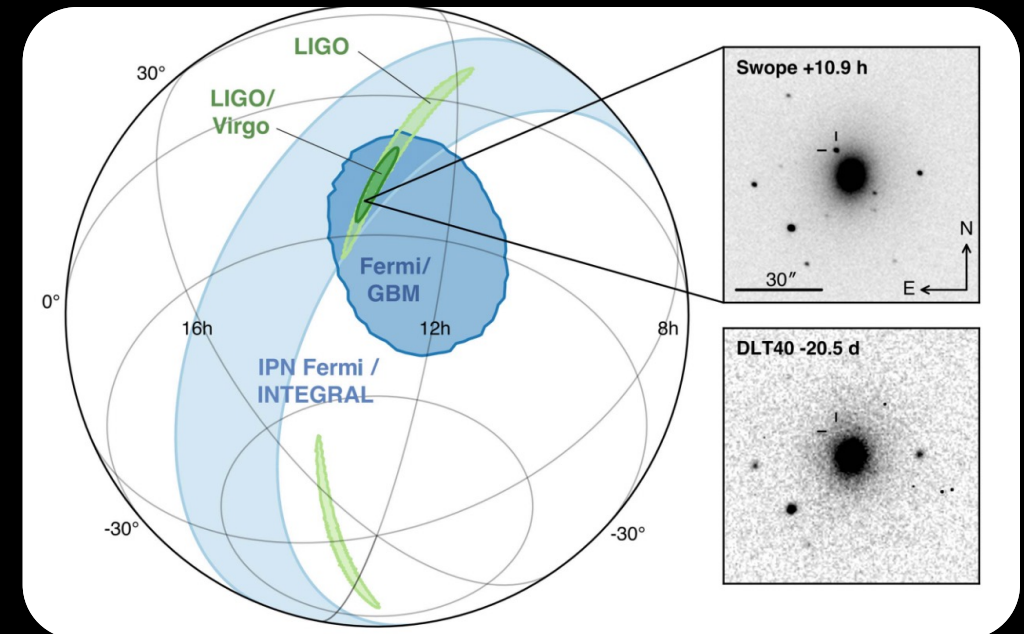 LIGO
30°
LIGO/
Virgo
Fermi/
GBM
0°
16h
12h
8h
IPN Fermi /
INTEGRAL
-30°
-30°
Swope +10.9 h
N
30″
E
DLT40 -20.5 d